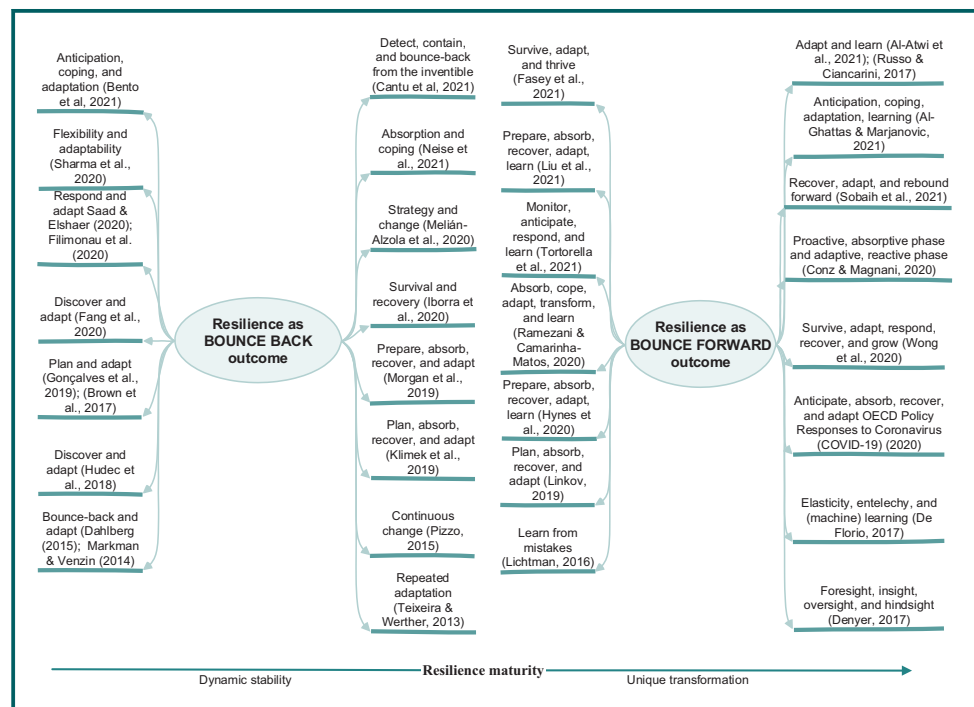 Anticipation,
coping, and
adaptation (Bento
et al, 2021)
Flexibility and
adaptability
(Sharma et al.,
2020)
Respond and
adapt Saad &
Elshaer (2020);
Filimonau et al.
(2020)
Discover and
adapt (Fang et al.,
2020)
Plan and adapt
(Gonçalves et al.,
2019); (Brown et
al., 2017)
Discover and
adapt (Hudec et al.,
2018)
Bounce-back and
adapt (Dahlberg
(2015); Markman
& Venzin (2014)
Resilience as
BOUNCE BACK
outcome
Detect, contain,
and bounce-back
from the inventible
(Cantu et al, 2021)
Absorption and
coping (Neise et
al., 2021)
Strategy and
change (Melián-
Alzola et al., 2020)
Survival and
recovery (Iborra et
al., 2020)
Prepare, absorb,
recover, and adapt
(Morgan et al.,
2019)
Plan, absorb,
recover, and adapt
(Klimek et al.,
2019)
Continuous
change (Pizzo,
2015)
Repeated
adaptation
(Teixeira &
Werther, 2013)
Survive, adapt,
and thrive
(Fasey et al.,
2021)
Prepare, absorb,
recover, adapt,
learn (Liu et al.,
2021)
Monitor,
anticipate,
respond, and
learn (Tortorella
et al., 2021)
Absorb, cope,
adapt, transform,
and learn
(Ramezani &
Camarinha-
Matos, 2020)
Prepare, absorb,
recover, adapt,
learn (Hynes et
al., 2020)
Plan, absorb,
recover, and
adapt (Linkov,
2019)
Learn from
mistakes
(Lichtman, 2016)
Resilience as
BOUNCE FORWARD
outcome
Adapt and learn (Al-Atwi et
al., 2021); (Russo &
Ciancarini, 2017)
Anticipation, coping,
adaptation, learning (Al-
Ghattas & Marjanovic,
2021)
Recover, adapt, and rebound
forward (Sobaih et al., 2021)
Proactive, absorptive phase
and adaptive, reactive phase
(Conz & Magnani, 2020)
Survive, adapt, respond,
recover, and grow (Wong et
al., 2020)
Anticipate, absorb, recover,
and adapt OECD Policy
Responses to Coronavirus
(COVID-19) (2020)
Elasticity, entelechy, and
(machine) learning (De
Florio, 2017)
Foresight, insight,
oversight, and hindsight
(Denyer, 2017)
Resilience maturity
Dynamic stability
Unique transformation